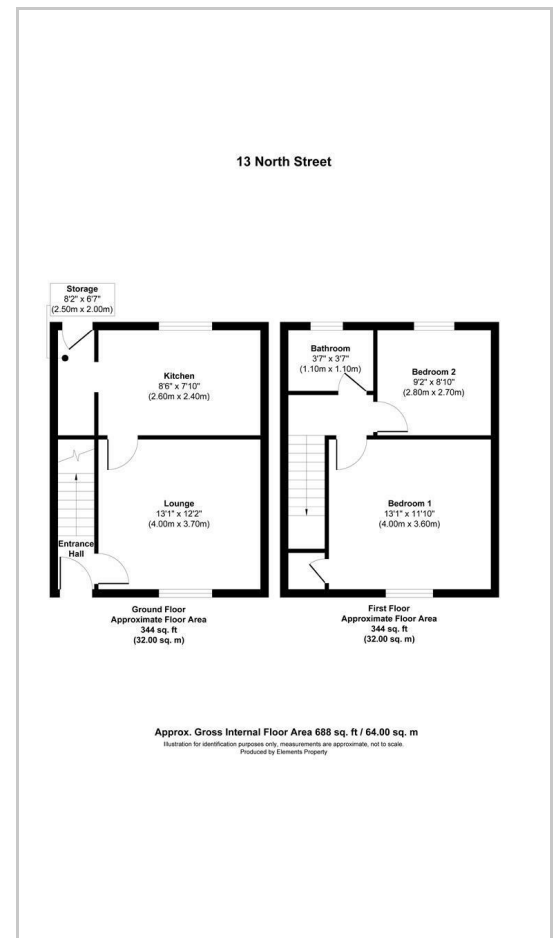 13 North Street
Storage
8'2" x 6'7"
(2.50m x 2.00m)
Kitchen
8'6" x 7'10"
(2.60m x 2.40m)
Lounge
13'1" x 12'2"
(4.00m x 3.70m)
Entrance
Hall
Ground Floor
Approximate Floor Area
344 sq. ft
(32.00 sq. m)
Bathroom
3'7" x 3'7"
(1.10m x 1.10m)
Bedroom 2
9'2" x 8'10"
(2.80m x 2.70m)
Bedroom 1
13'1" x 11'10"
(4.00m x 3.60m)
First Floor
Approximate Floor Area
344 sq. ft
(32.00 sq. m)
Approx. Gross Internal Floor Area 688 sq. ft / 64.00 sq. m
Illustration for identification purposes only, measurements are approximate, not to scale.
Produced by Elements Property